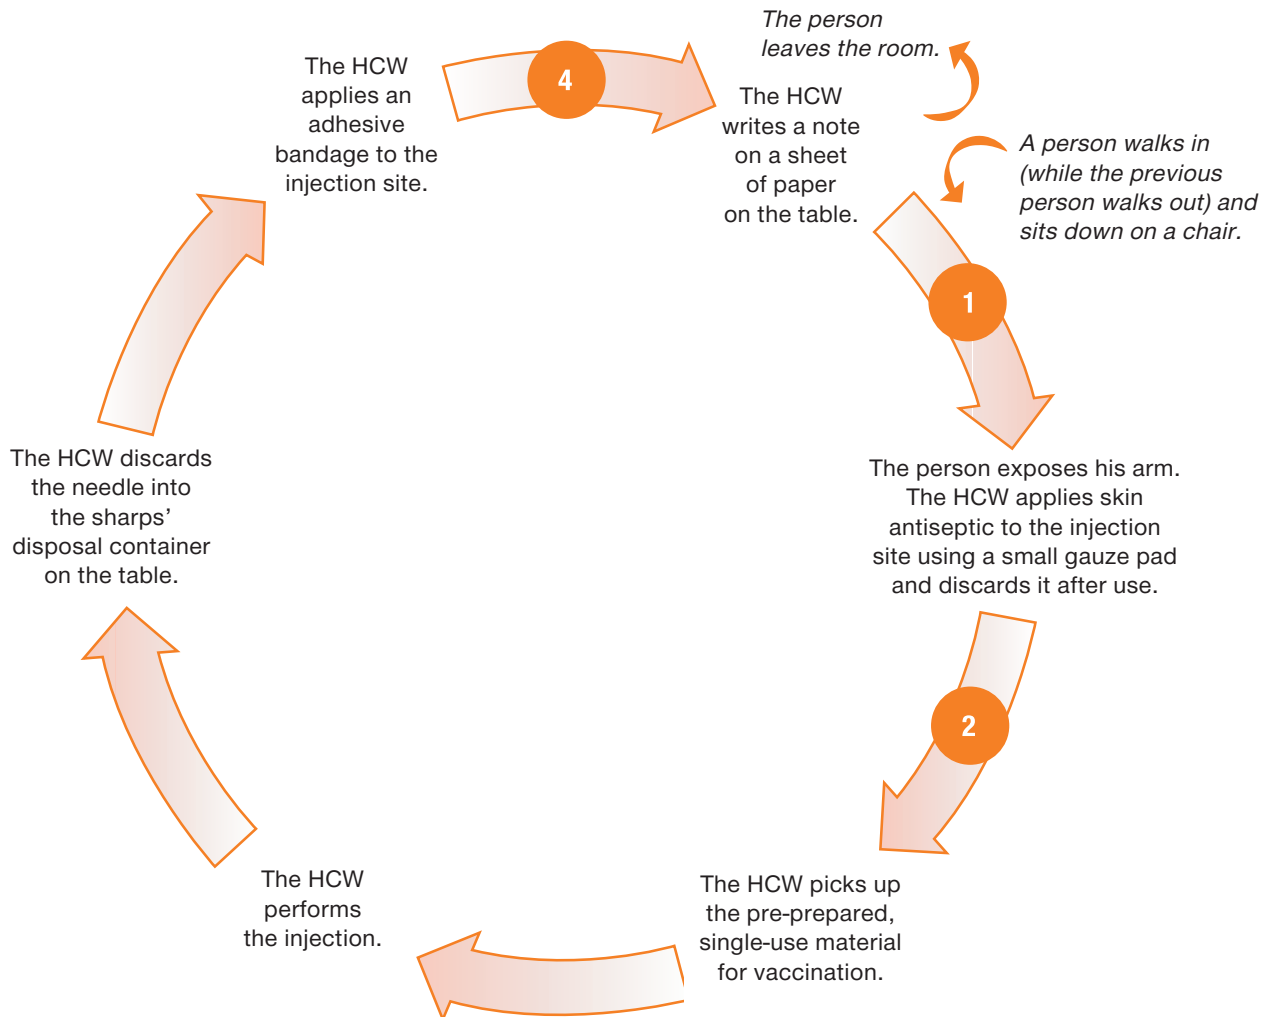 The person
leaves the room.
4
The HCW
applies an
adhesive
bandage to the
injection site.
The HCW
writes a note
on a sheet
of paper
on the table.
A person walks in
(while the previous
person walks out) and
sits down on a chair.
1
The person exposes his arm.
The HCW applies skin
antiseptic to the injection
site using a small gauze pad
and discards it after use.
2
The HCW picks up
the pre-prepared,
single-use material
for vaccination.
The HCW
performs
the injection.
The HCW discards
the needle into
the sharps’
disposal container
on the table.